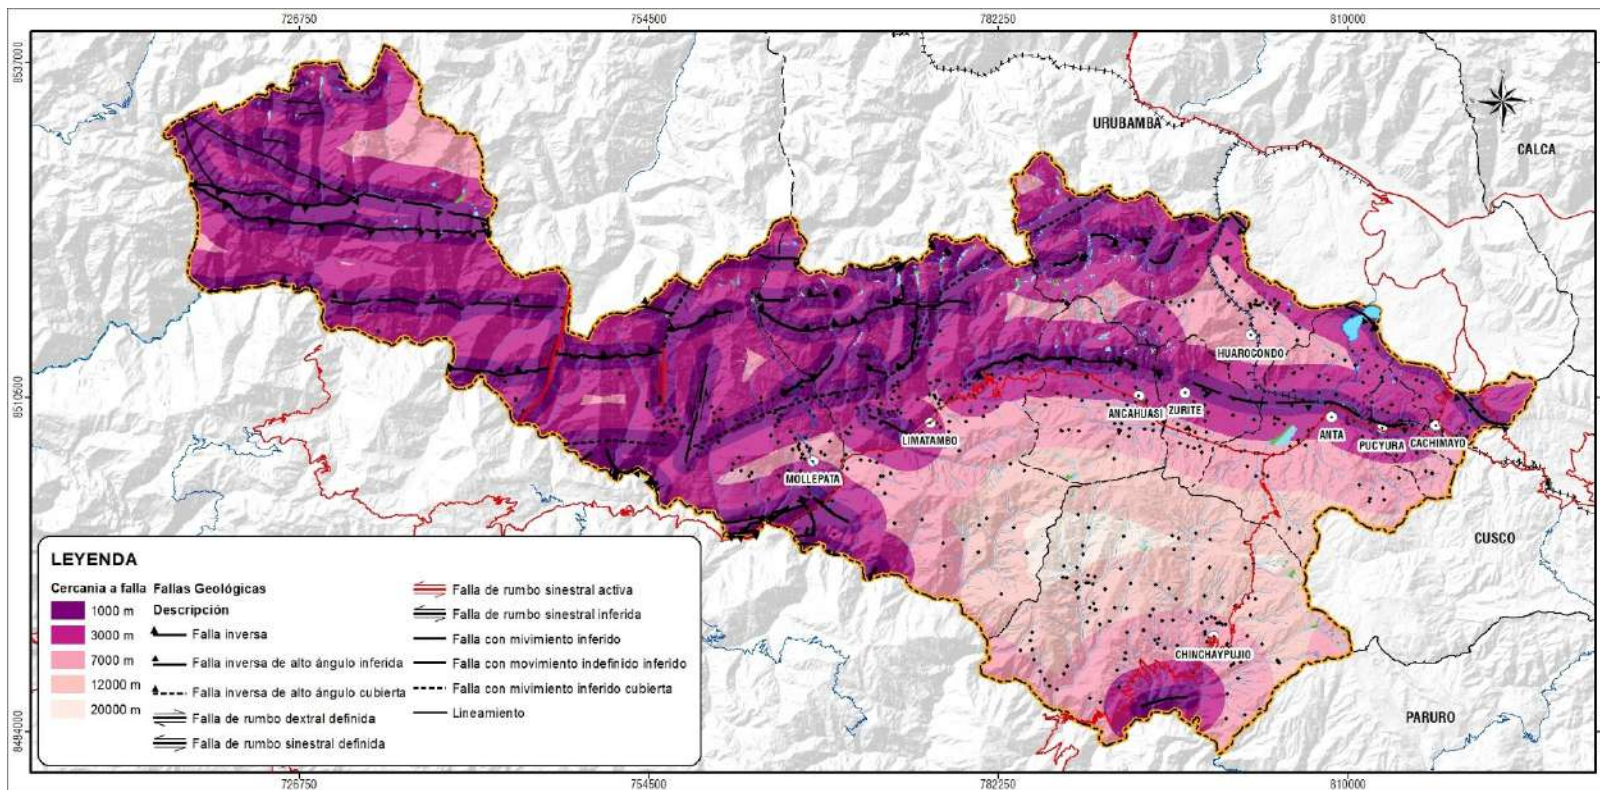 726750
754500
782250
810000
8537000
8510500
8484000
URUBAMBA
CALCA
HUAROCONDO
ANCAHUASI
ZURITE
ANTA
PUCYURA
CACHIMAYO
LIMATAMBO
MOLLEPATA
CUSCO
CHINCHAYPUJIO
PARURO
LEYENDA
Cercania a falla
1000 m
3000 m
7000 m
12000 m
20000 m
Fallas Geológicas
Descripción
Falla inversa
Falla inversa de alto ángulo inferida
Falla inversa de alto ángulo cubierta
Falla de rumbo dextral definida
Falla de rumbo sinestral definida
Falla de rumbo sinestral activa
Falla de rumbo sinestral inferida
Falla con mivimiento inferido
Falla con movimiento indefinido inferido
Falla con mivimiento inferido cubierta
Lineamiento
726750
754500
782250
810000